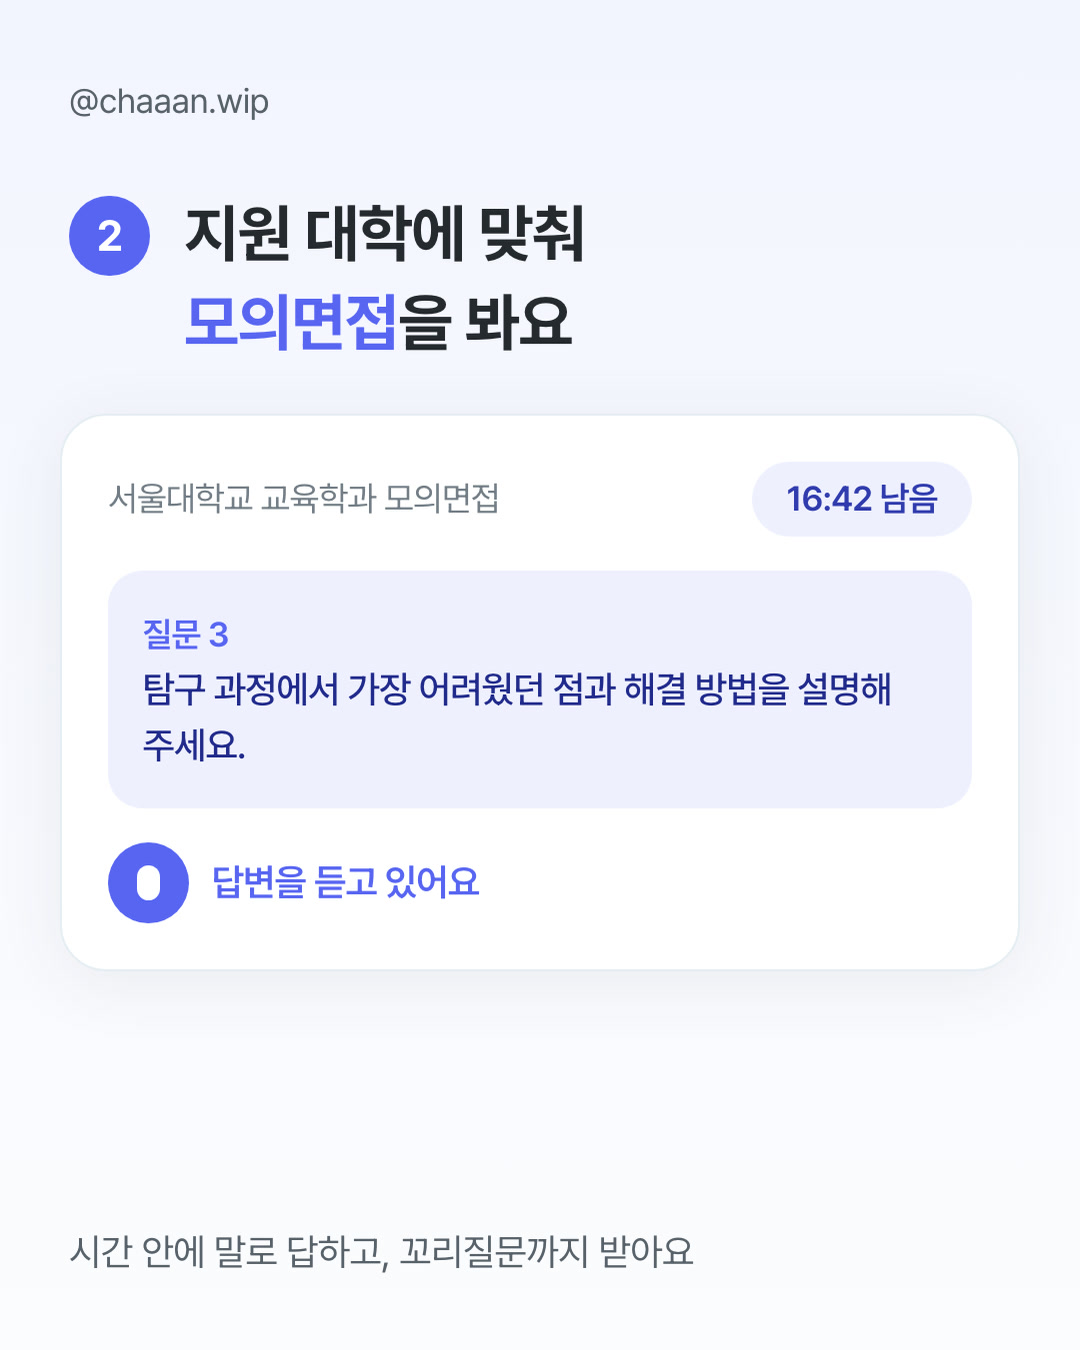 @chaaan.wip
2
지원 대학에 맞춰
모의면접을 봐요
서울대학교 교육학과 모의면접
16:42 남음
질문 3
탐구 과정에서 가장 어려웠던 점과 해결 방법을 설명해
주세요.
답변을 듣고 있어요
시간 안에 말로 답하고, 꼬리질문까지 받아요